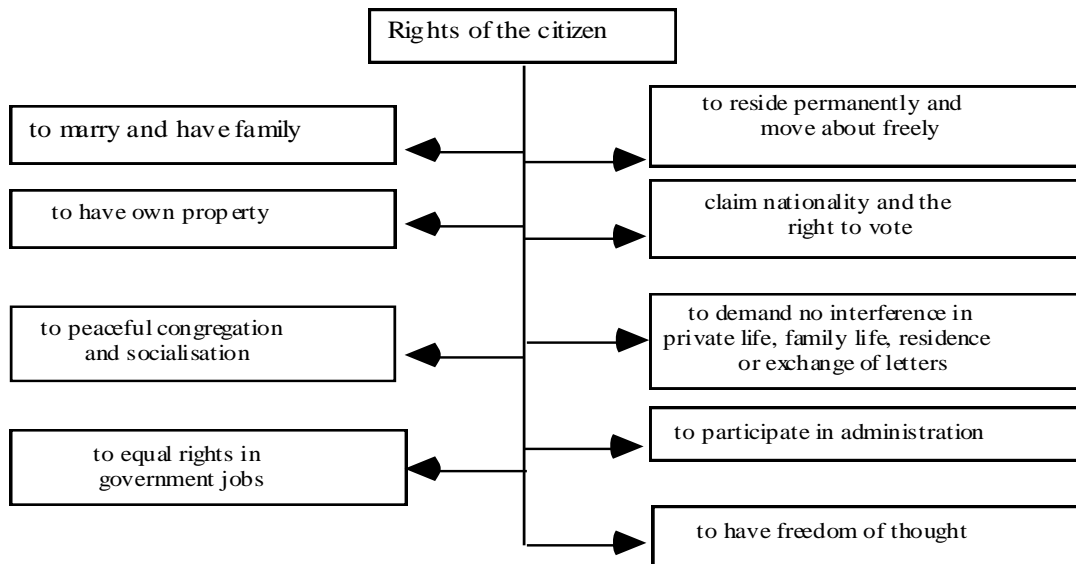 Rights of the citizen
to marry and have family
to have own property
to peaceful congregation
and socialisation
to equal rights in
government jobs
to reside permanently and
move about freely
claim nationality and the
right to vote
to demand no interference in
private life, family life, residence
or exchange of letters
to participate in administration
to have freedom of thought